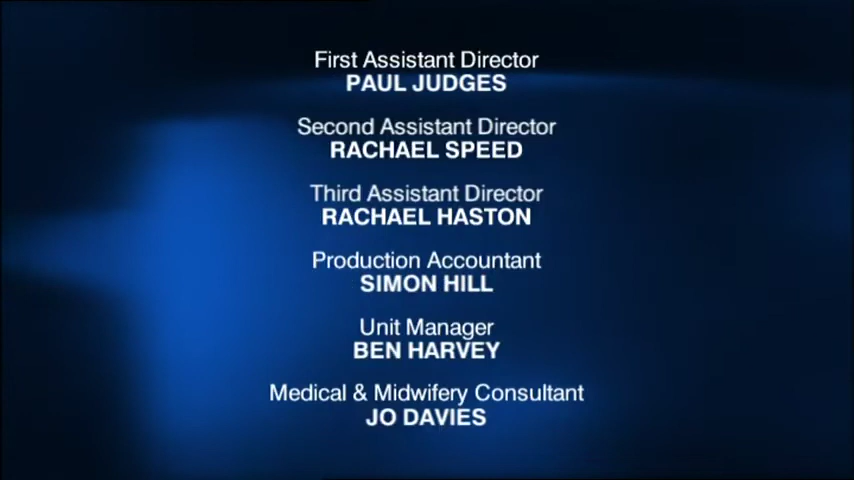 First Assistant Director
PAUL JUDGES
Second Assistant Director
RACHAEL SPEED
Third Assistant Director
RACHAEL HASTON
Production Accountant
SIMON HILL
Unit Manager
BEN HARVEY
Medical & Midwifery Consultant
JO DAVIES